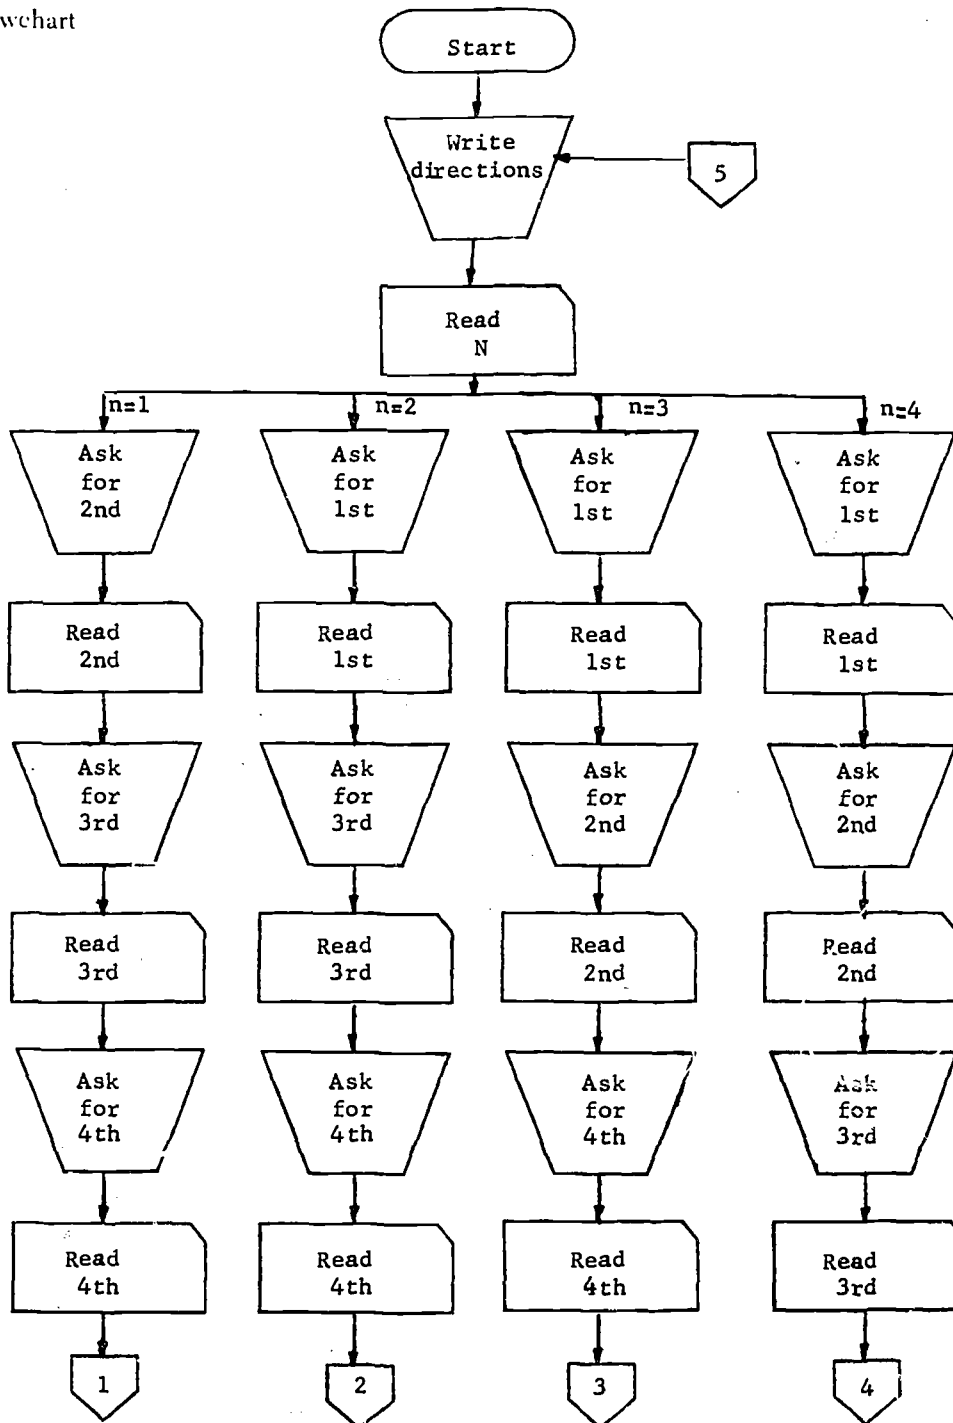 wchart
Start
Write
directions
5
Read
N
n=1
n=2
n=3
n=4
Ask
for
2nd
Ask
for
1st
Ask
for
1st
Ask
for
1st
Read
2nd
Read
1st
Read
1st
Read
1st
Ask
for
3rd
Ask
for
3rd
Ask
for
2nd
Ask
for
2nd
Read
3rd
Read
3rd
Read
2nd
Read
2nd
Ask
for
4th
Ask
for
4th
Ask
for
4th
Ask
for
3rd
Read
4th
Read
4th
Read
4th
Read
3rd
1
2
3
4